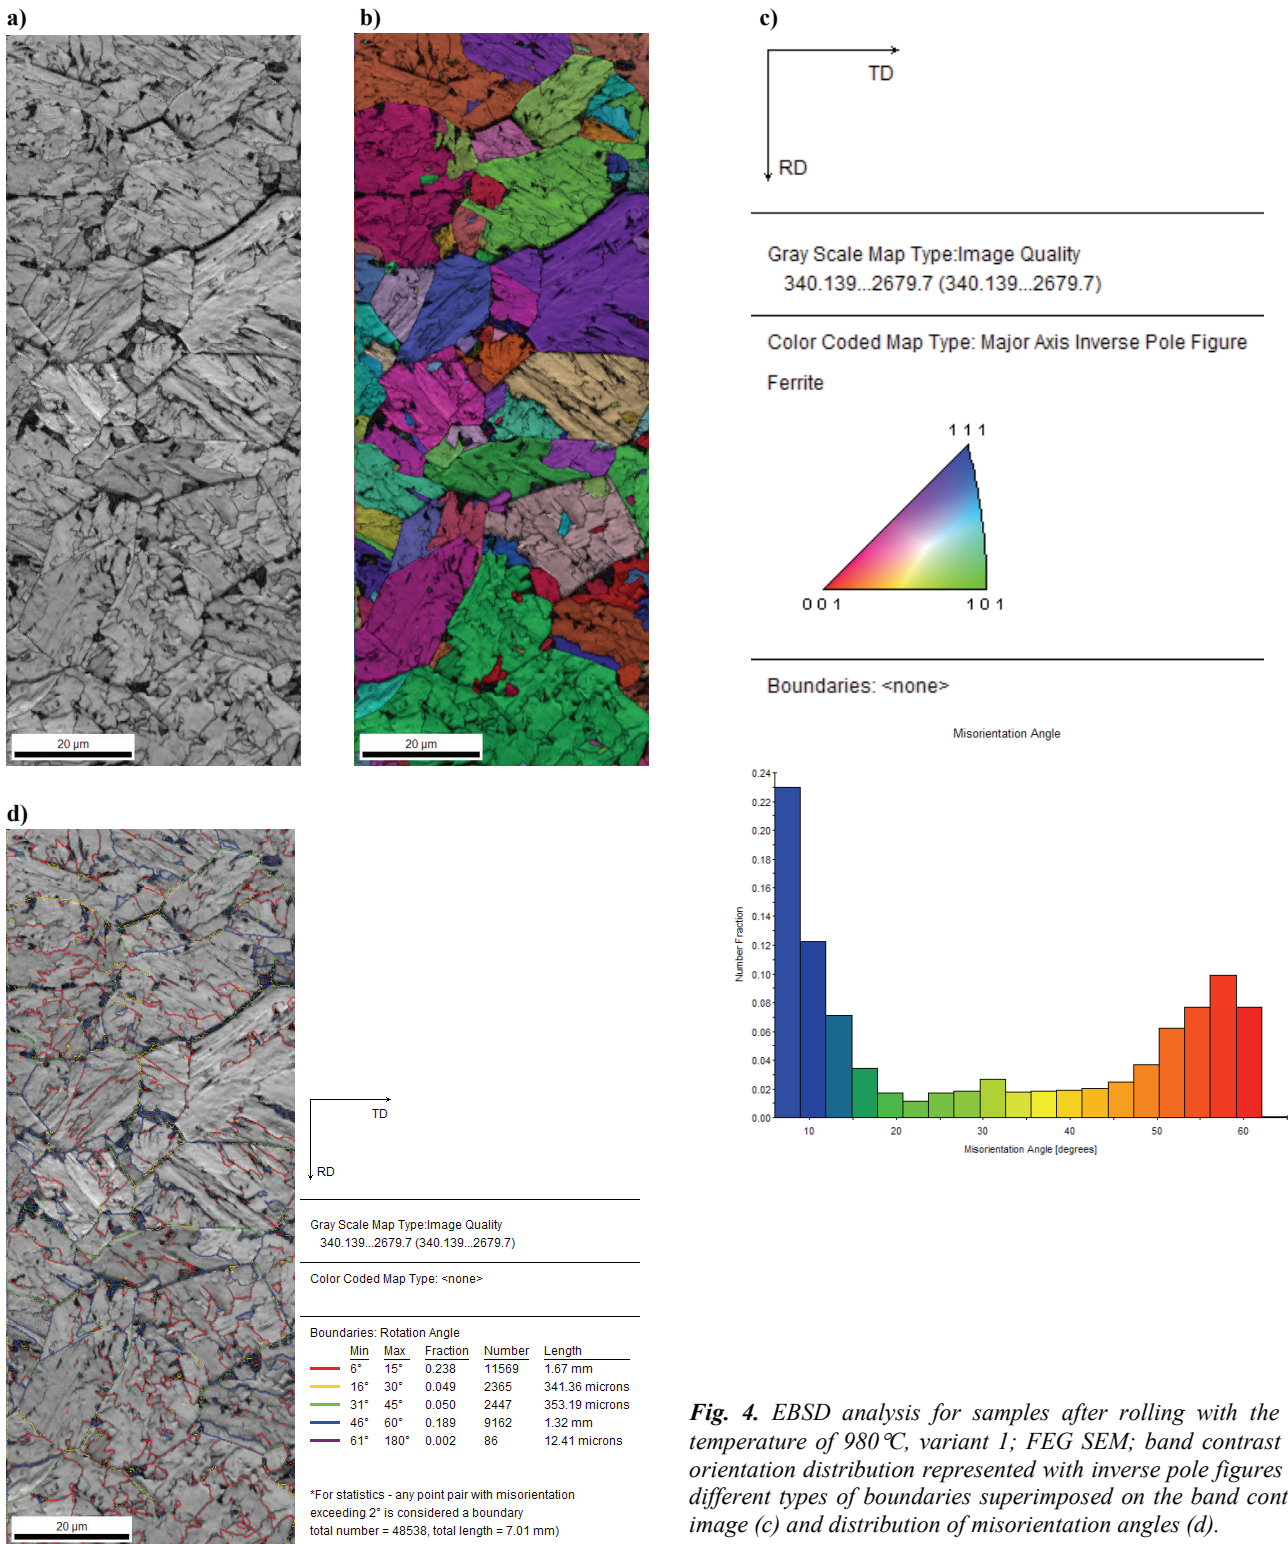 a)
b)
c)
TD
RD
Gray Scale Map Type:Image Quality
340.139...2679.7 (340.139...2679.7)
Color Coded Map Type: Major Axis Inverse Pole Figure
Ferrite
1 1 1
0 0 1
1 0 1
Boundaries: <none>
20 µm
20 µm
Misorientation Angle
0.24
0.22
0.20
0.18
0.16
0.14
0.12
0.10
0.08
0.06
0.04
0.02
0.00
Number Fraction
10 20 30 40 50 60
Misorientation Angle [degrees]
d)
20 µm
TD
RD
Gray Scale Map Type:Image Quality
340.139...2679.7 (340.139...2679.7)
Color Coded Map Type: <none>
Boundaries: Rotation Angle
Min Max Fraction Number Length
6° 15° 0.238 11569 1.67 mm
16° 30° 0.049 2365 341.36 microns
31° 45° 0.050 2447 353.19 microns
46° 60° 0.189 9162 1.32 mm
61° 180° 0.002 86 12.41 microns
*For statistics - any point pair with misorientation
exceeding 2° is considered a boundary
total number = 48538, total length = 7.01 mm)
Fig. 4. EBSD analysis for samples after rolling with the
temperature of 980°C, variant 1; FEG SEM; band contrast
orientation distribution represented with inverse pole figures
different types of boundaries superimposed on the band cont
image (c) and distribution of misorientation angles (d).